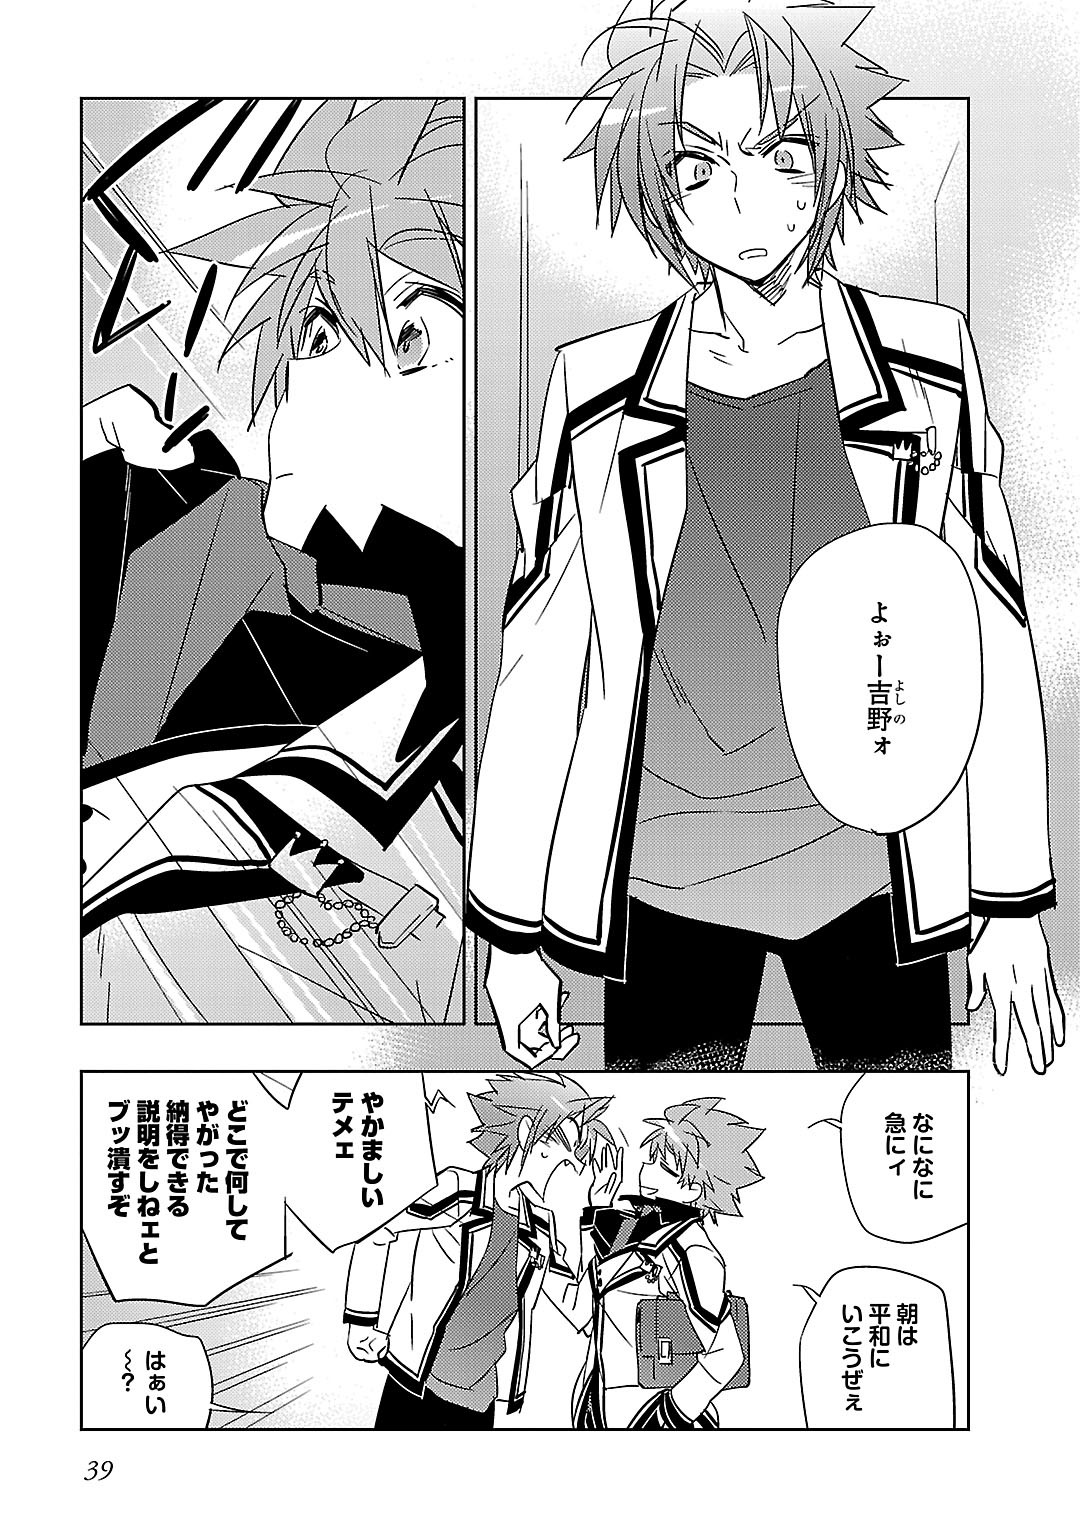 よぉー吉野ォ
よしの
なになに
急にィ
朝は
平和に
いこうぜぇ
やかましい
テメェ
どこで何して
やがった
納得できる
説明をしねェと
ブッ潰すぞ
はぁい
〜?
39